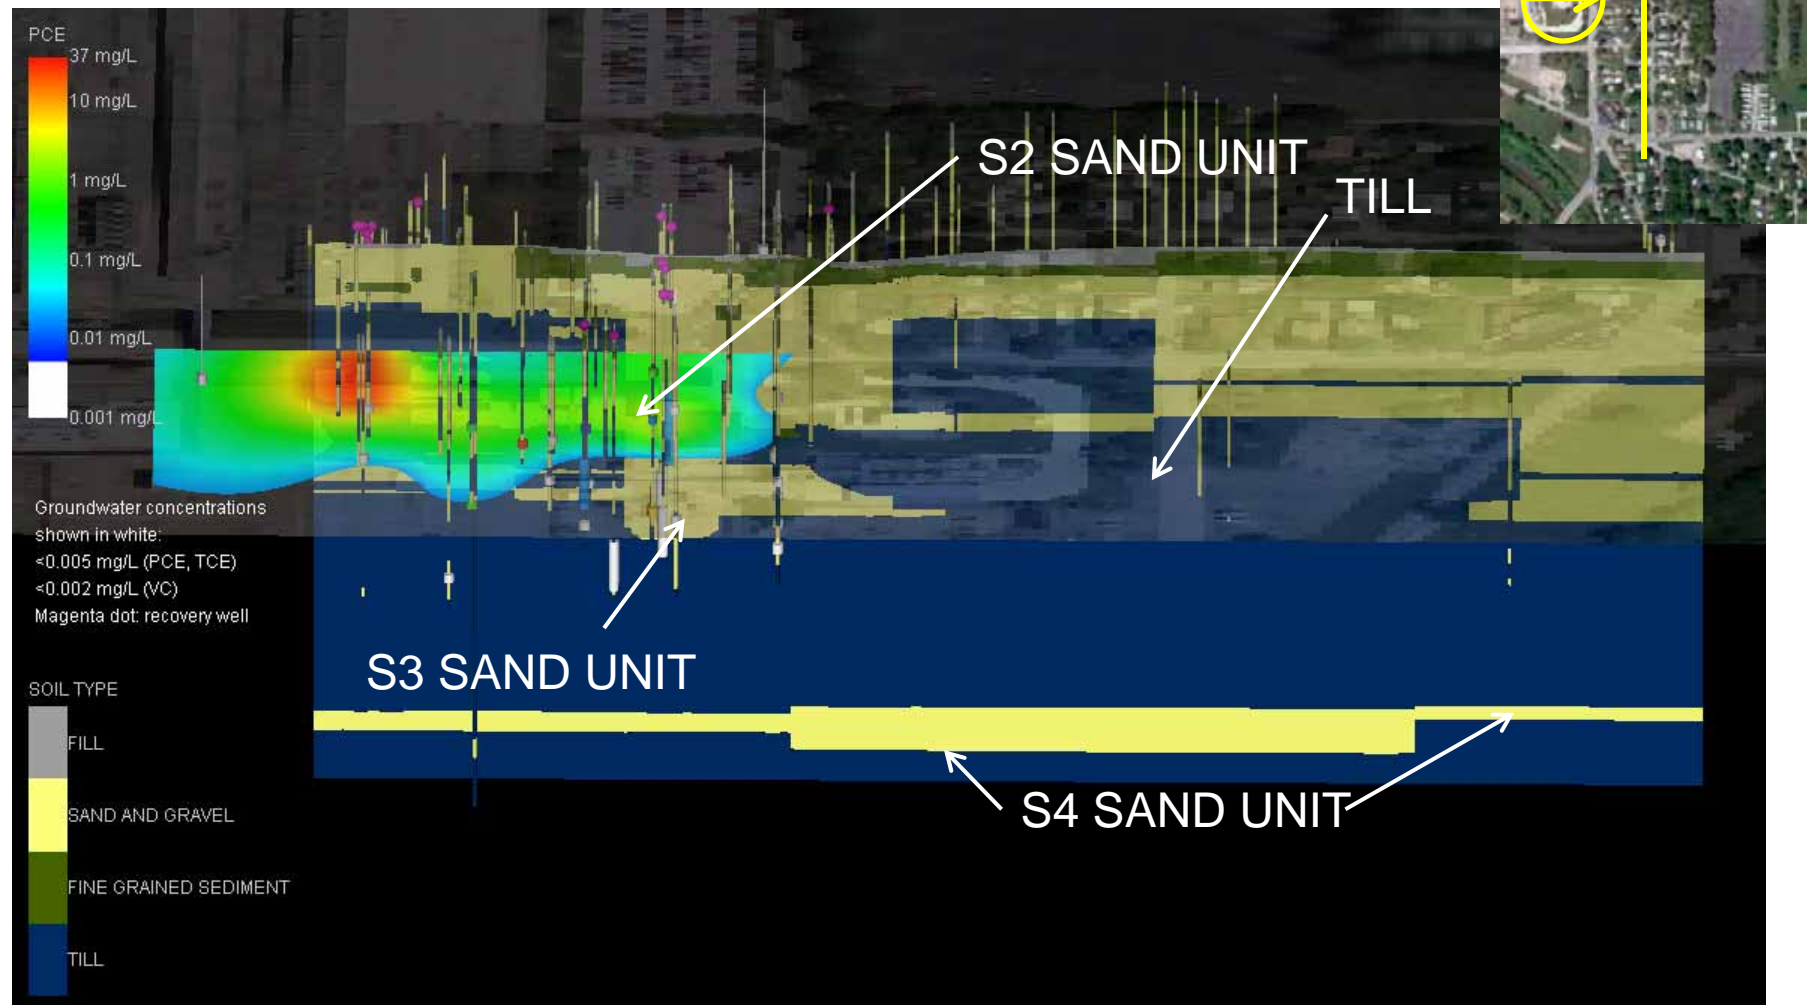 PCE
37 mg/L
10 mg/L
1 mg/L
0.1 mg/L
0.01 mg/L
0.001 mg/L
S2 SAND UNIT
TILL
Groundwater concentrations
shown in white:
<0.005 mg/L (PCE, TCE)
<0.002 mg/L (VC)
Magenta dot: recovery well
S3 SAND UNIT
S4 SAND UNIT
SOIL TYPE
FILL
SAND AND GRAVEL
FINE GRAINED SEDIMENT
TILL